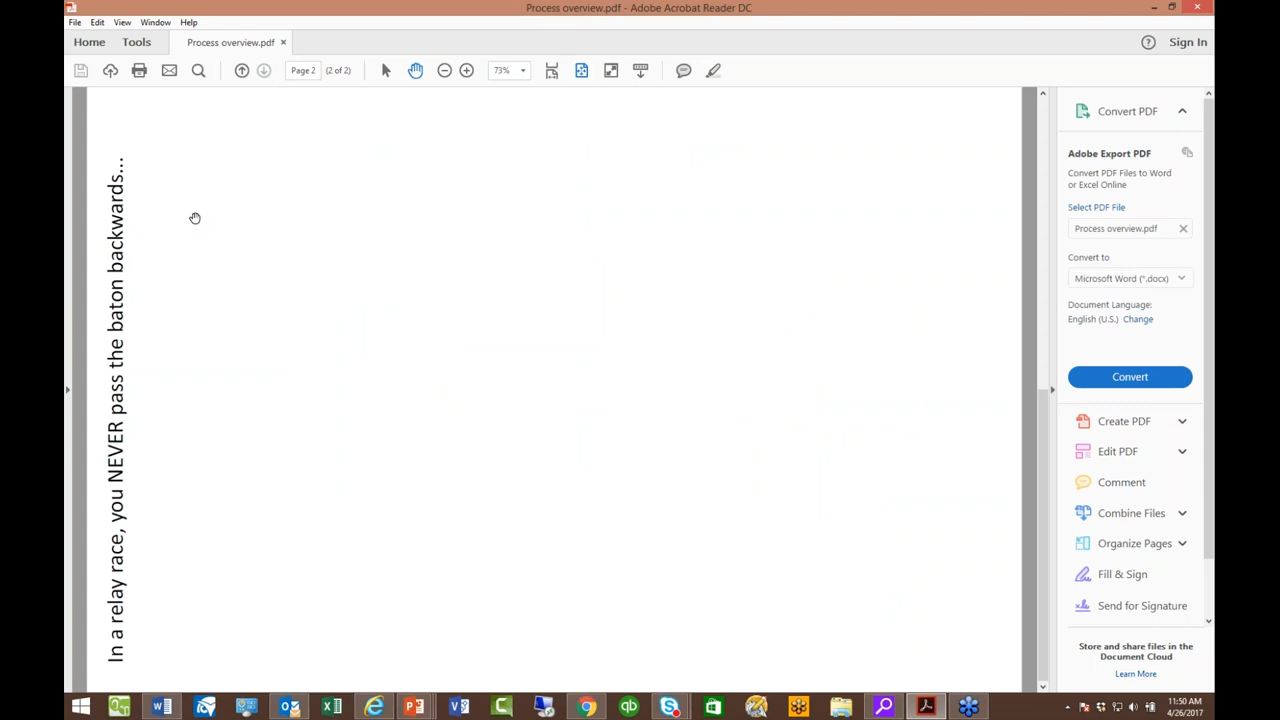 Process overview.pdf - Adobe Acrobat Reader DC
File Edit View Window Help
Home Tools Process overview.pdf × Sign In
Page 2 (2 of 2) 73%
In a relay race, you NEVER pass the baton backwards...
Convert PDF
Adobe Export PDF
Convert PDF Files to Word
or Excel Online
Select PDF File
Process overview.pdf
Convert to
Microsoft Word (*.docx)
Document Language:
English (U.S.) Change
Convert
Create PDF
Edit PDF
Comment
Combine Files
Organize Pages
Fill & Sign
Send for Signature
Store and share files in the
Document Cloud
Learn More
11:50 AM
4/26/2017